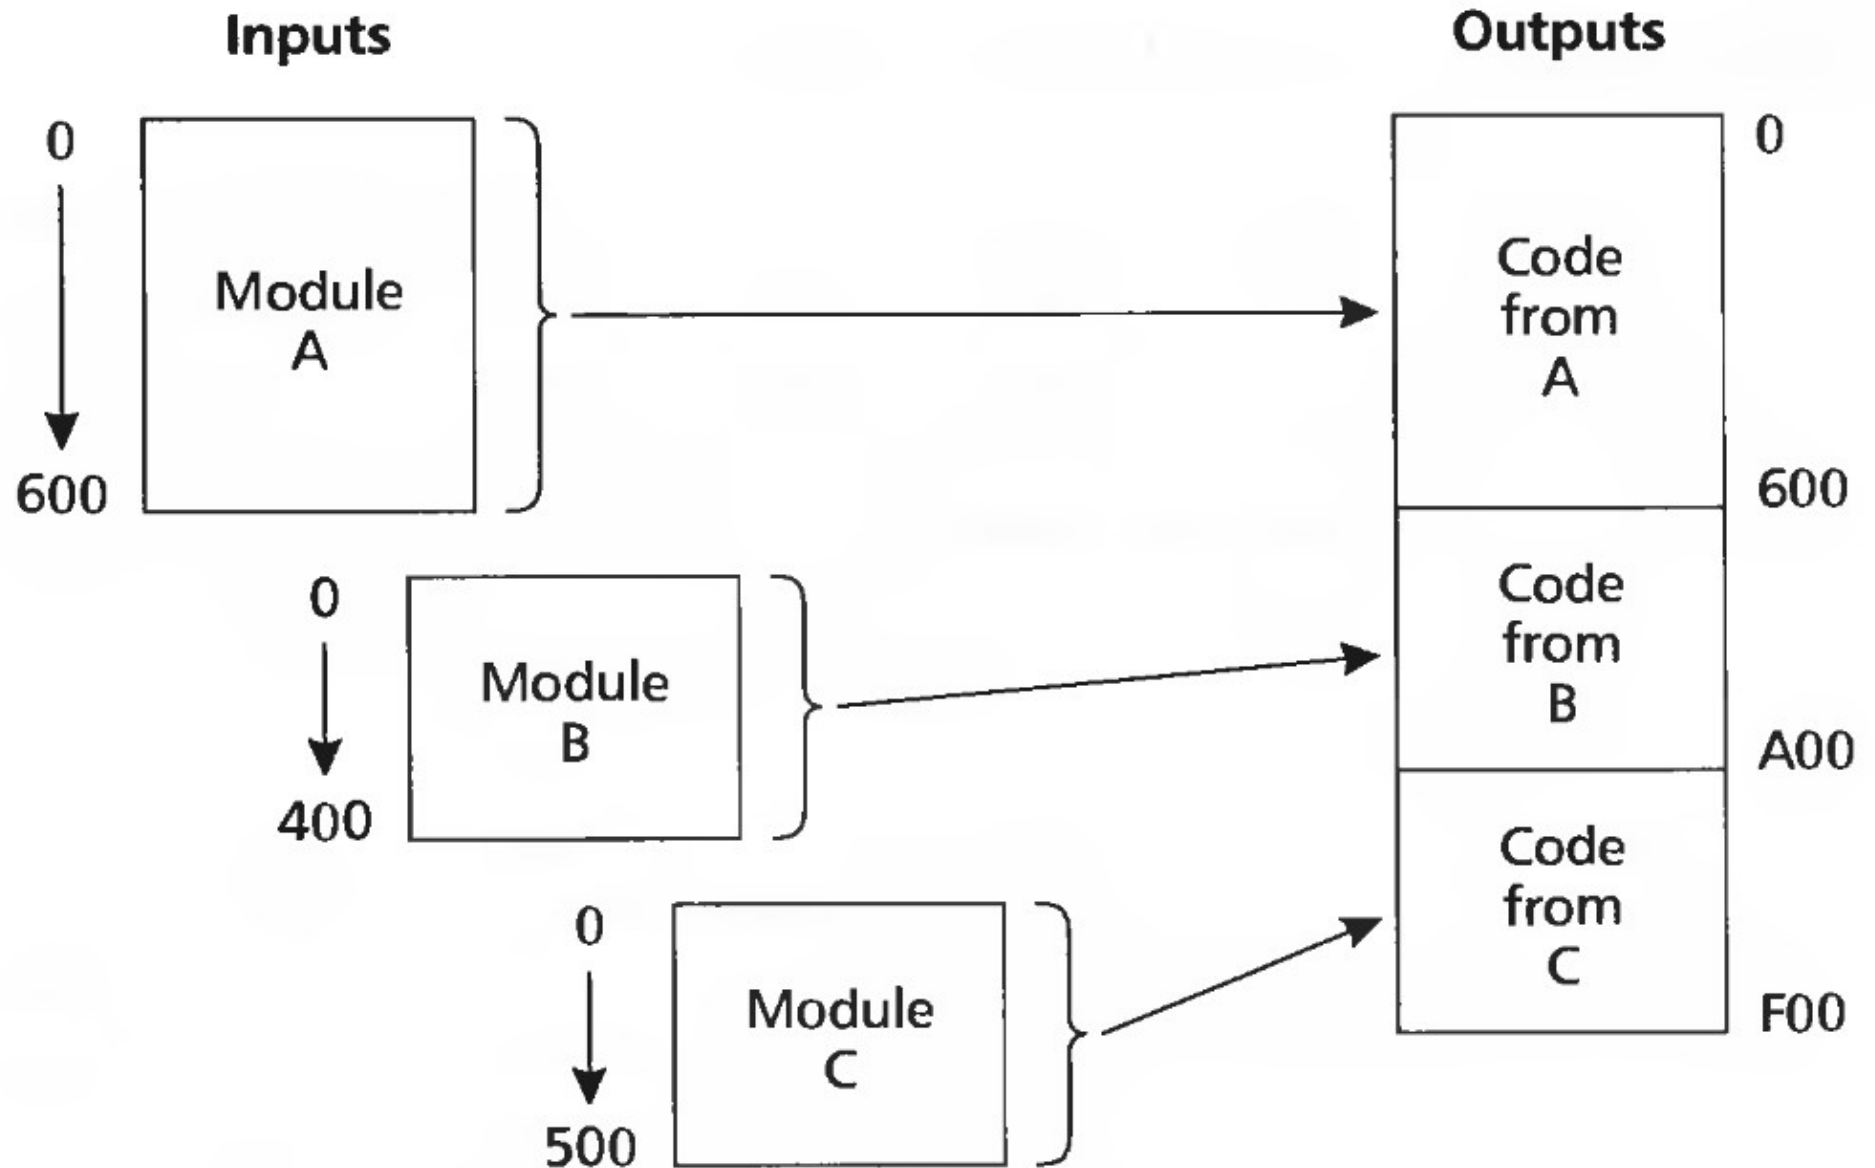 Inputs
Outputs
0
Module
A
600
0
Code
from
A
600
0
Module
B
400
Code
from
B
A00
0
Module
C
500
Code
from
C
F00